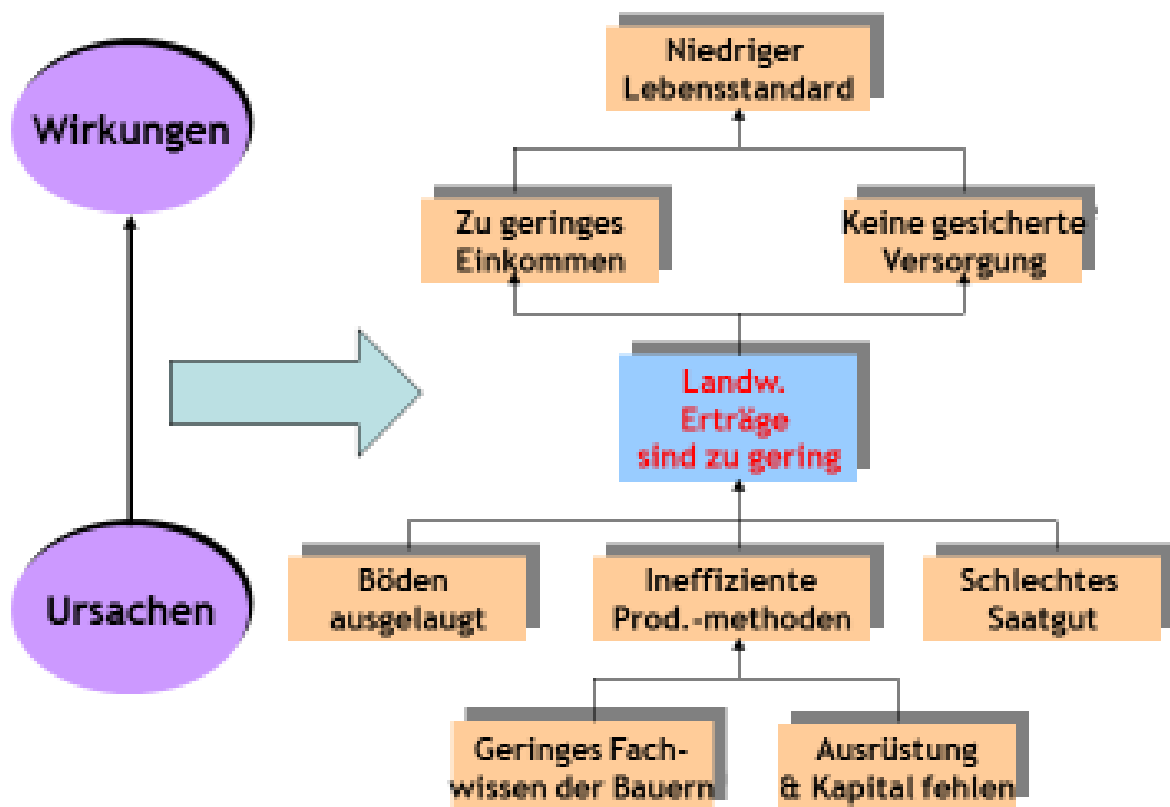 Niedriger
Lebensstandard
Wirkungen
Zu geringes
Einkommen
Keine gesicherte
Versorgung
Landw.
Erträge
sind zu gering
Ursachen
Böden
ausgelaugt
Ineffiziente
Prod.-methoden
Schlechtes
Saatgut
Geringes Fach-
wissen der Bauern
Ausrüstung
& Kapital fehlen